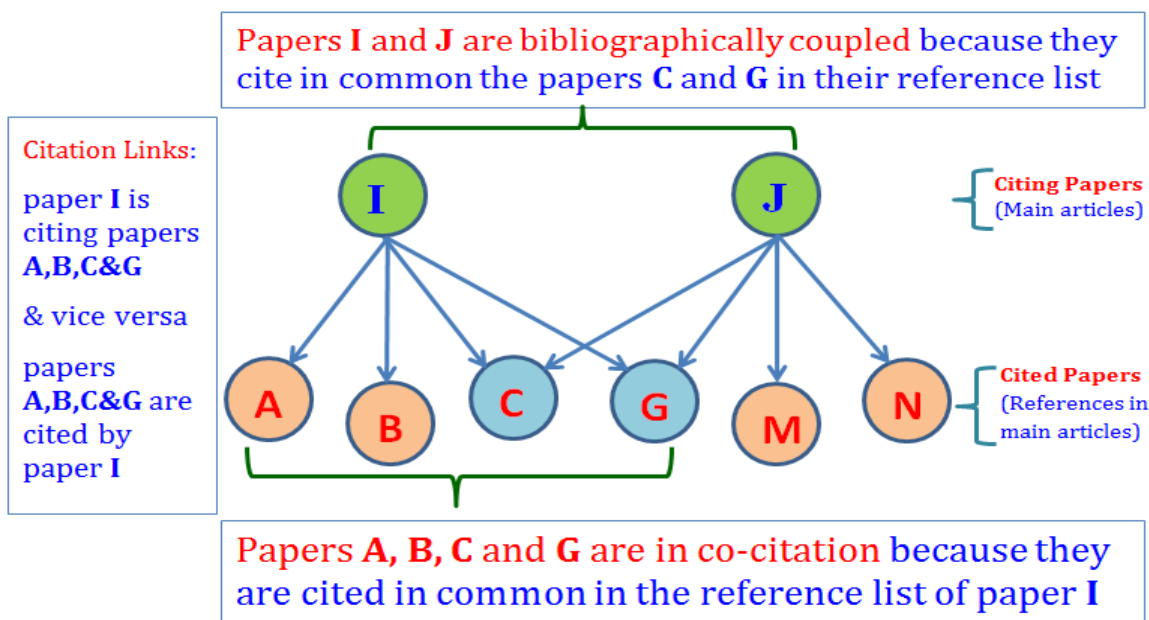 Papers I and J are bibliographically coupled because they
cite in common the papers C and G in their reference list
Citation Links:
paper I is
citing papers
A,B,C&G
& vice versa
papers
A,B,C&G are
cited by
paper I
I
J
Citing Papers
(Main articles)
A
B
C
G
M
N
Cited Papers
(References in
main articles)
Papers A, B, C and G are in co-citation because they
are cited in common in the reference list of paper I